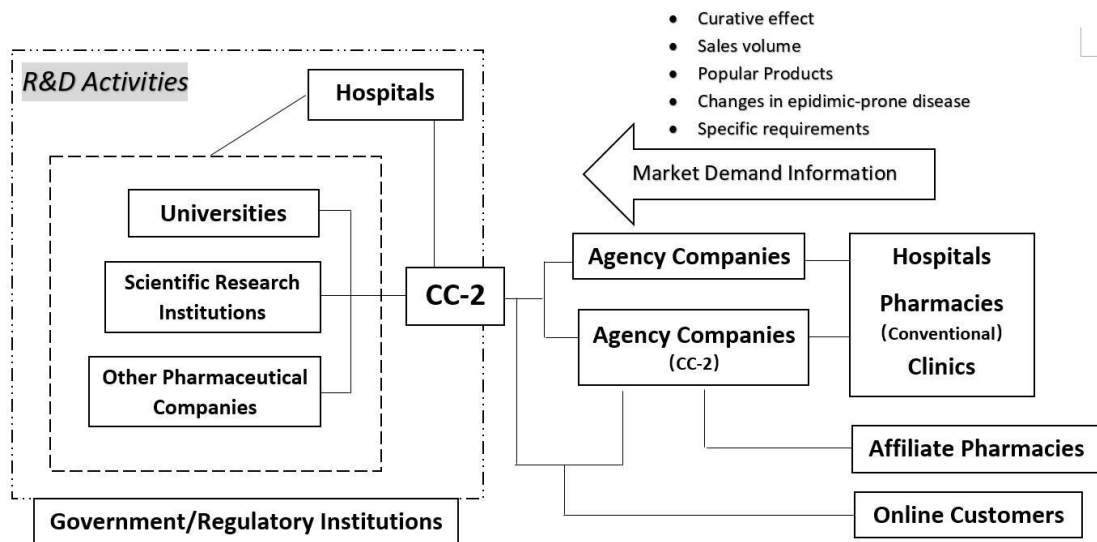 R&D Activities
Hospitals
Universities
Scientific Research
Institutions
Other Pharmaceutical
Companies
Government/Regulatory Institutions
CC-2
● Curative effect
● Sales volume
● Popular Products
● Changes in epidimic-prone disease
● Specific requirements
Market Demand Information
Agency Companies
Agency Companies
(CC-2)
Hospitals
Pharmacies
(Conventional)
Clinics
Affiliate Pharmacies
Online Customers